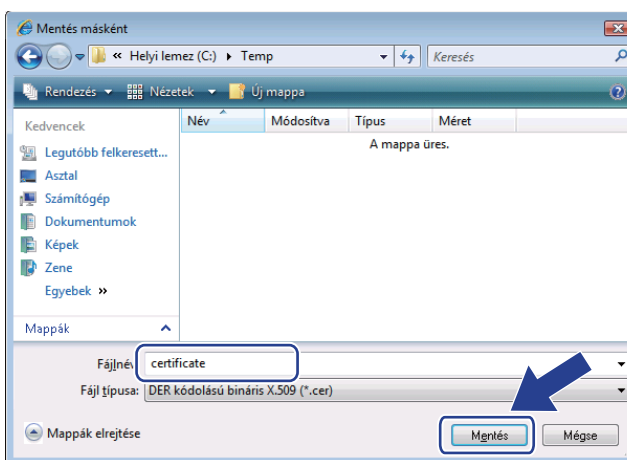 Mentés másként
« Helyi lemez (C:) Temp Keresés
Rendezés Nézetek Új mappa
Kedvencek Név Módosítva Típus Méret
A mappa üres.
Legutóbb felkeresett...
Asztal
Számítógép
Dokumentumok
Képek
Zene
Egyebek »
Mappák
Fájlnév: certificate
Fájl típusa: DER kódolású bináris X.509 (*.cer)
Mappák elrejtése Mentés Mégse